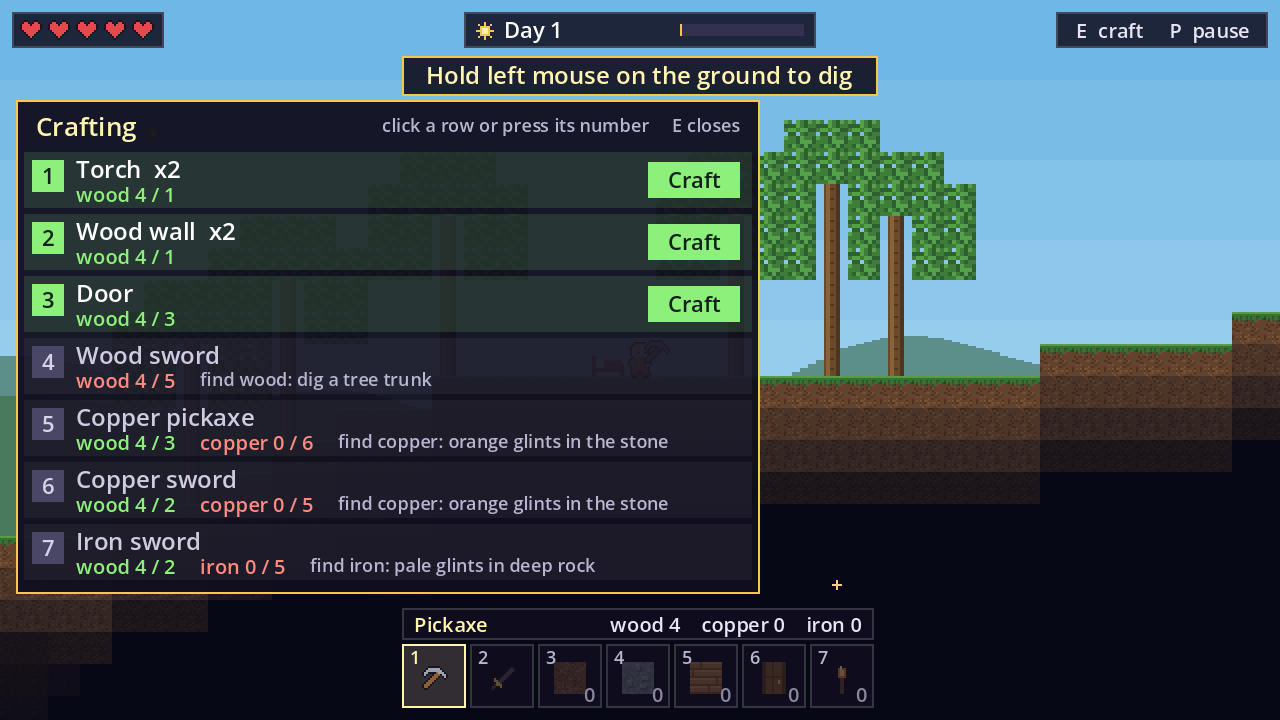 Day 1
E craft P pause
Hold left mouse on the ground to dig
Crafting click a row or press its number E closes
1 Torch x2
wood 4 / 1
Craft
2 Wood wall x2
wood 4 / 1
Craft
3 Door
wood 4 / 3
Craft
4 Wood sword
wood 4 / 5 find wood: dig a tree trunk
5 Copper pickaxe
wood 4 / 3 copper 0 / 6 find copper: orange glints in the stone
6 Copper sword
wood 4 / 2 copper 0 / 5 find copper: orange glints in the stone
7 Iron sword
wood 4 / 2 iron 0 / 5 find iron: pale glints in deep rock
Pickaxe wood 4 copper 0 iron 0
1 2 3 4 5 6 7
0 0 0 0 0